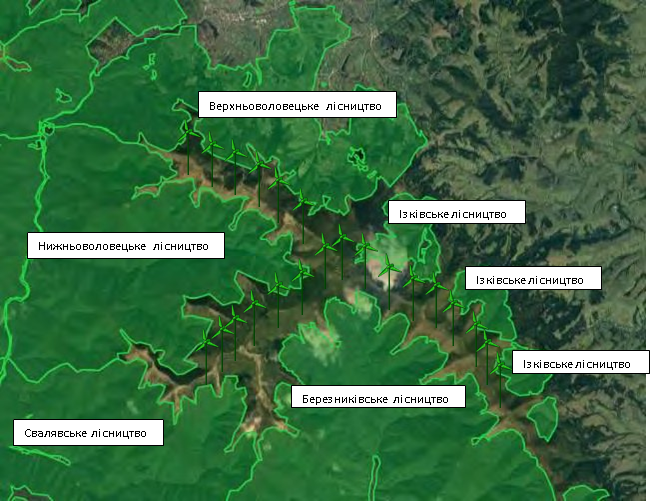 Верхньоволовецьке лісництво
Ізківське лісництво
Нижньоволовецьке лісництво
Ізківське лісництво
Ізківське лісництво
Березниківське лісництво
Свалявське лісництво